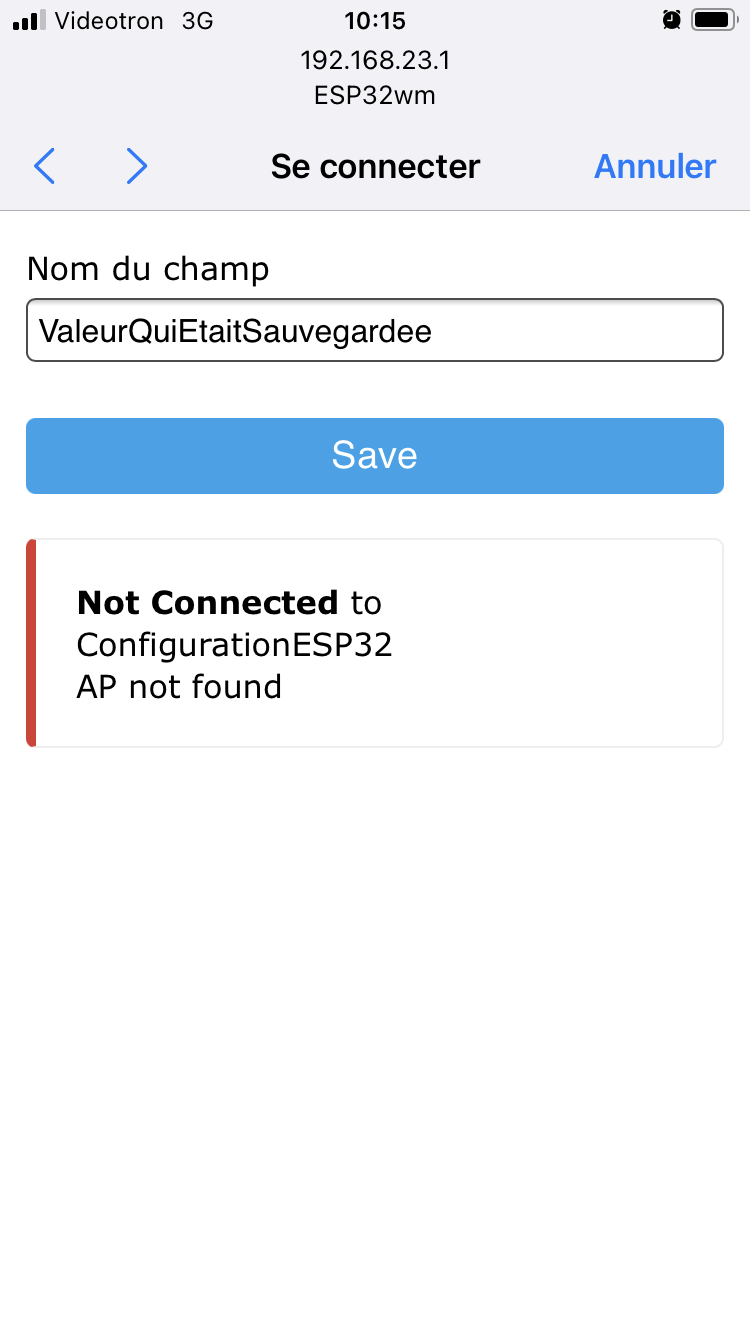 Videotron 3G 10:15
192.168.23.1
ESP32wm
Se connecter Annuler
Nom du champ
ValeurQuiEtaitSauvegardee
Save
Not Connected to
ConfigurationESP32
AP not found